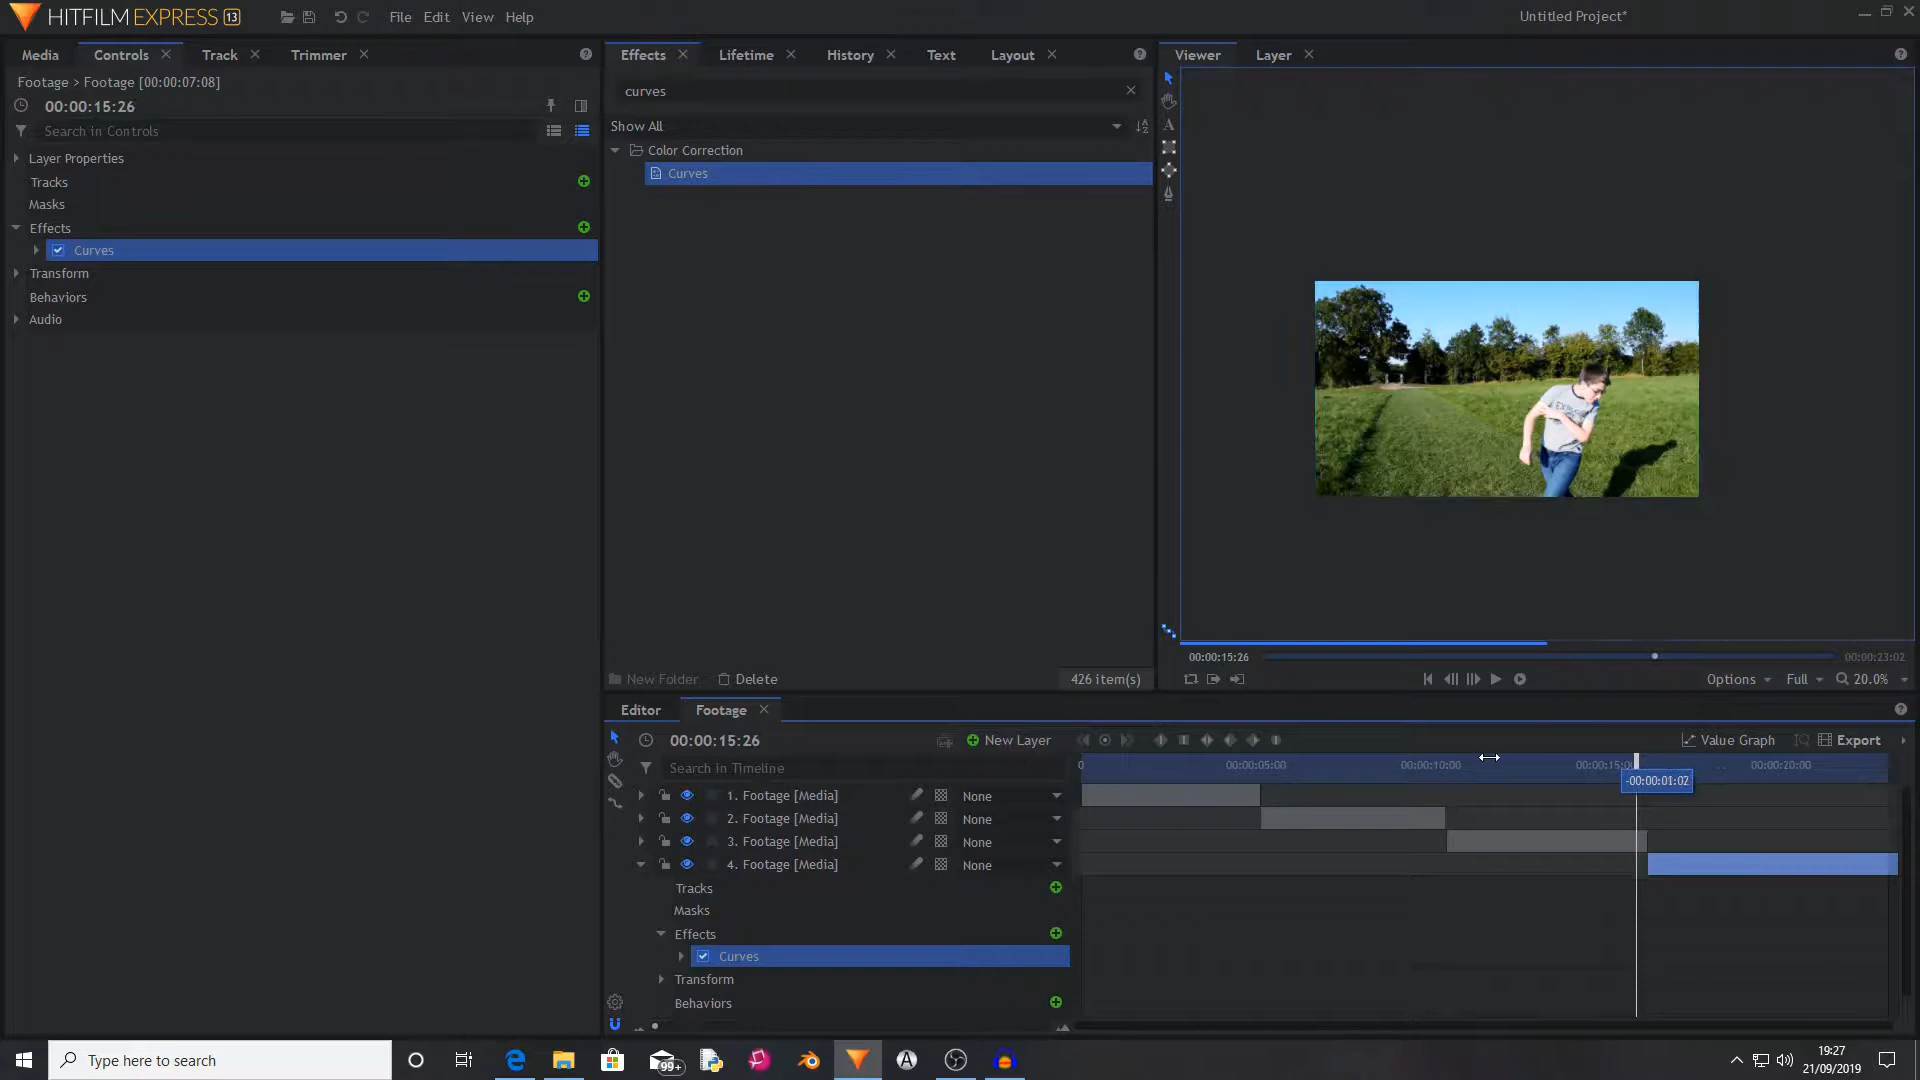 HITFILM EXPRESS 13
File Edit View Help
Untitled Project*
Media Controls Track Trimmer
Footage > Footage [00:00:07:08]
00:00:15:26
Search in Controls
Layer Properties
Tracks
Masks
Effects
Curves
Transform
Behaviors
Audio
Effects Lifetime History Text Layout
curves
Show All
Color Correction
Curves
New Folder Delete 426 item(s)
Viewer Layer
00:00:15:26 00:00:23:02
Options Full 20.0%
Editor Footage
00:00:15:26 New Layer Value Graph Export
Search in Timeline
0 00:00:05:00 00:00:10:00 00:00:15:0 00:00:20:00
-00:00:01:02
1. Footage [Media] None
2. Footage [Media] None
3. Footage [Media] None
4. Footage [Media] None
Tracks
Masks
Effects
Curves
Transform
Behaviors
Type here to search
99+
A
19:27
21/09/2019